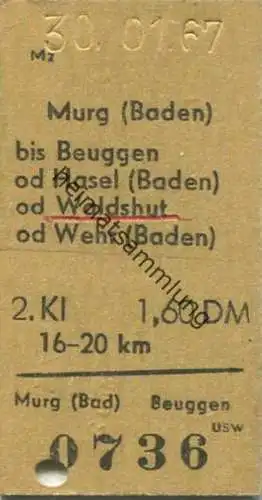 30. 01. 67
Mz
Murg (Baden)
bis Beuggen
od Hasel (Baden)
od Waldshut
od Wehr (Baden)
heimatsammlung
2. Kl 1,60 DM
16-20 km
Murg (Bad) Beuggen
usw
0736